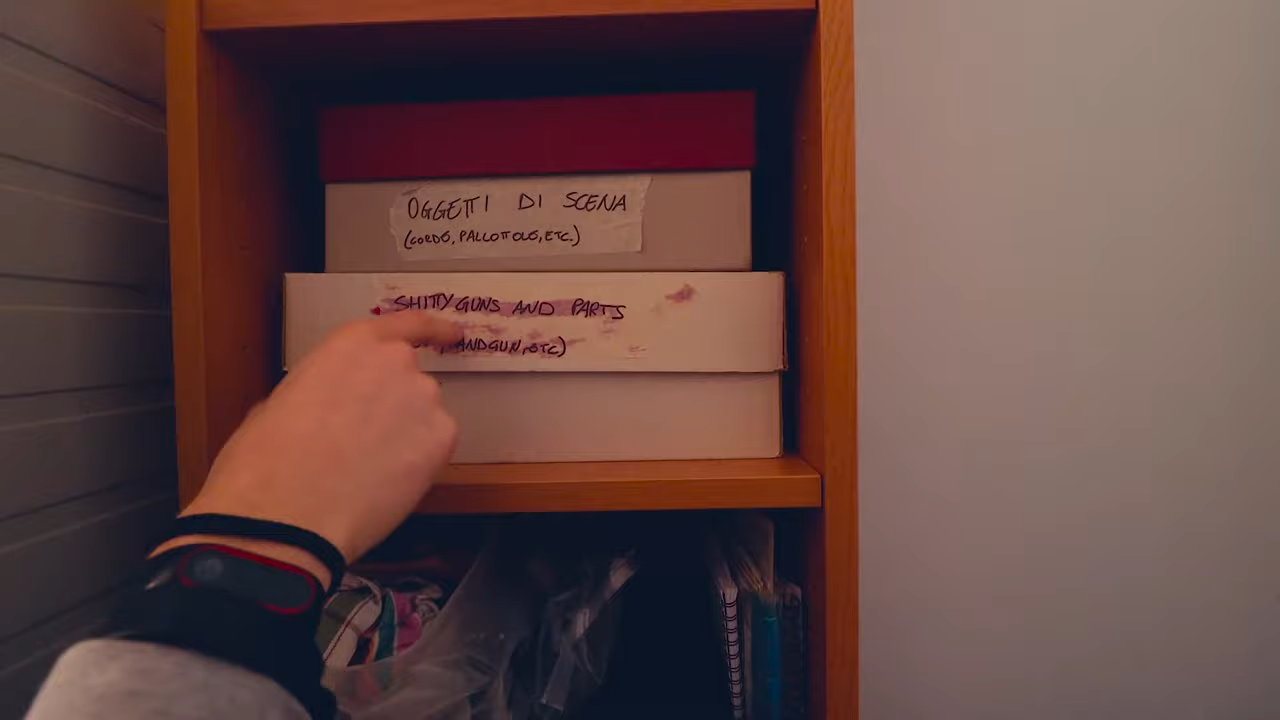 OGGETTI DI SCENA
(CORDE, PALLOTTOLE, ETC.)
SHITTY GUNS AND PARTS
ANDGUN, ETC)